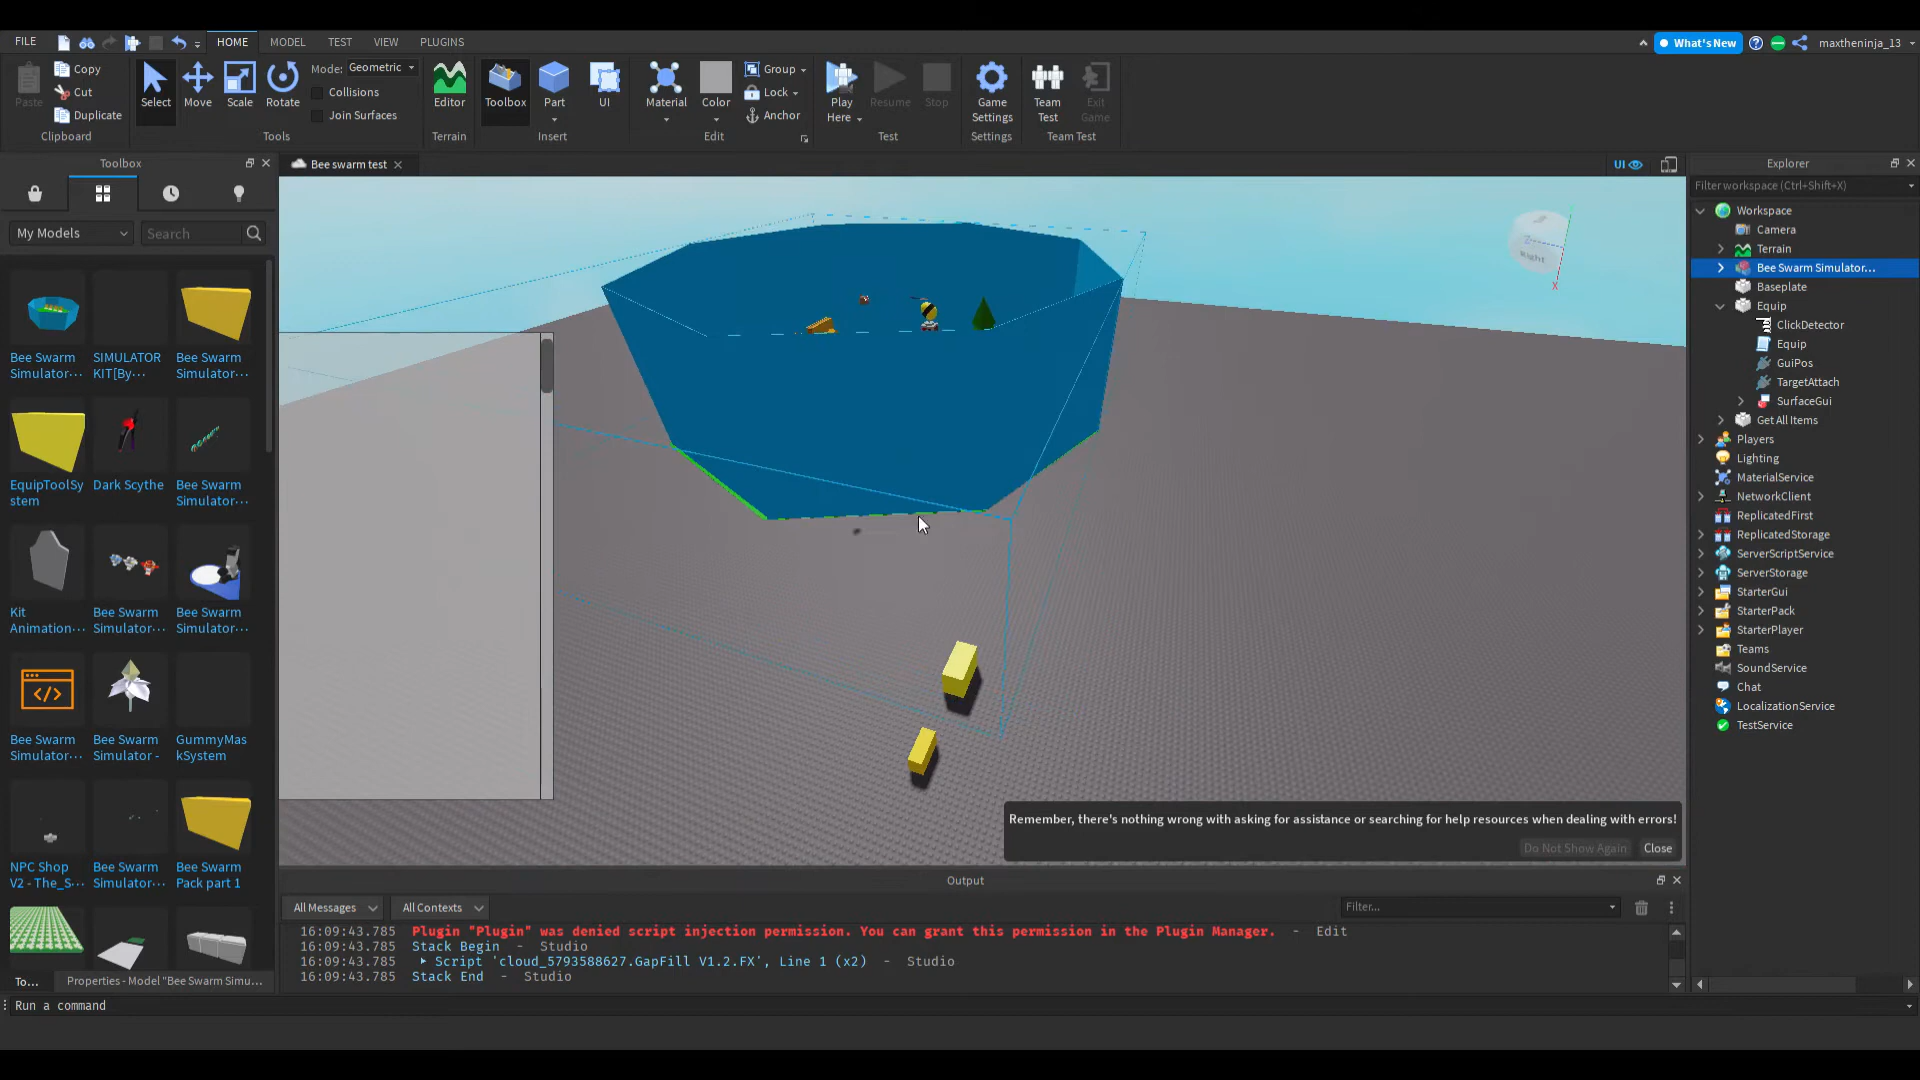 FILE
HOME
MODEL
TEST
VIEW
PLUGINS
What's New
maxtheninja_13
Paste
Copy
Cut
Duplicate
Clipboard
Select
Move
Scale
Rotate
Mode: Geometric
Collisions
Join Surfaces
Tools
Editor
Terrain
Toolbox
Part
UI
Insert
Material
Color
Group
Lock
Anchor
Edit
Play
Here
Resume
Stop
Test
Game
Settings
Settings
Team
Test
Exit
Game
Team Test
Toolbox
Bee swarm test
UI
Explorer
Filter workspace (Ctrl+Shift+X)
My Models
Search
Bee Swarm
Simulator···
SIMULATOR
KIT[By···
Bee Swarm
Simulator···
EquipToolSy
stem
Dark Scythe
Bee Swarm
Simulator···
Kit
Animation···
Bee Swarm
Simulator···
Bee Swarm
Simulator···
Bee Swarm
Simulator···
Bee Swarm
Simulator -
GummyMas
kSystem
NPC Shop
V2 - The_S···
Bee Swarm
Simulator···
Bee Swarm
Pack part 1
To...
Properties - Model "Bee Swarm Simu...
Right
Z
X
Workspace
Camera
Terrain
Bee Swarm Simulator...
Baseplate
Equip
ClickDetector
Equip
GuiPos
TargetAttach
SurfaceGui
Get All Items
Players
Lighting
MaterialService
NetworkClient
ReplicatedFirst
ReplicatedStorage
ServerScriptService
ServerStorage
StarterGui
StarterPack
StarterPlayer
Teams
SoundService
Chat
LocalizationService
TestService
Remember, there's nothing wrong with asking for assistance or searching for help resources when dealing with errors!
Do Not Show Again
Close
Output
All Messages
All Contexts
Filter...
16:09:43.785 Plugin "Plugin" was denied script injection permission. You can grant this permission in the Plugin Manager. - Edit
16:09:43.785 Stack Begin - Studio
16:09:43.785 Script 'cloud_5793588627.GapFill V1.2.FX', Line 1 (x2) - Studio
16:09:43.785 Stack End - Studio
Run a command